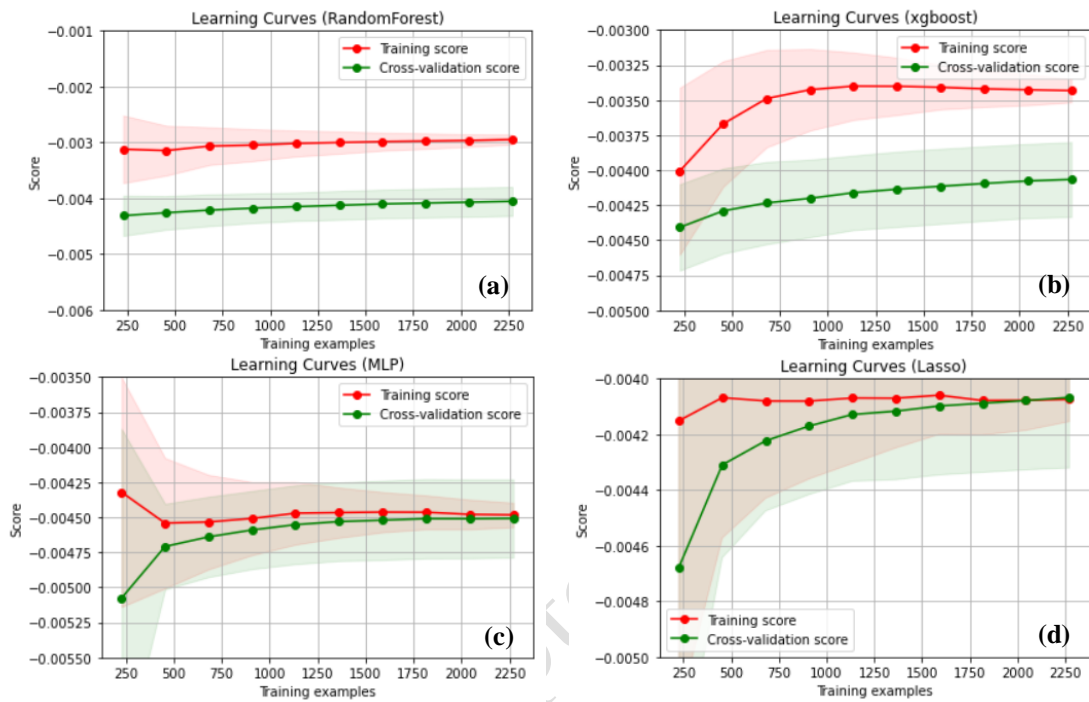 Learning Curves (RandomForest)
−0.001
−0.002
−0.003
−0.004
−0.004
−0.006
Score
Training score
Cross-validation score
(a)
250 500 750 1000 1250 1500 1750 2000 2250
Training examples
Learning Curves (xgboost)
−0.00300
−0.00325
−0.00350
−0.00375
−0.00400
−0.00425
−0.00450
−0.00475
−0.00500
Score
Training score
Cross-validation score
(b)
250 500 750 1000 1250 1500 1750 2000 2250
Training examples
Learning Curves (MLP)
−0.00350
−0.00375
−0.00400
−0.00425
−0.00450
−0.00475
−0.00500
−0.00525
−0.00550
Score
Training score
Cross-validation score
(c)
250 500 750 1000 1250 1500 1750 2000 2250
Training examples
Learning Curves (Lasso)
−0.0040
−0.0042
−0.0044
−0.0046
−0.0048
−0.0050
Score
Training score
Cross-validation score
(d)
250 500 750 1000 1250 1500 1750 2000 2250
Training examples